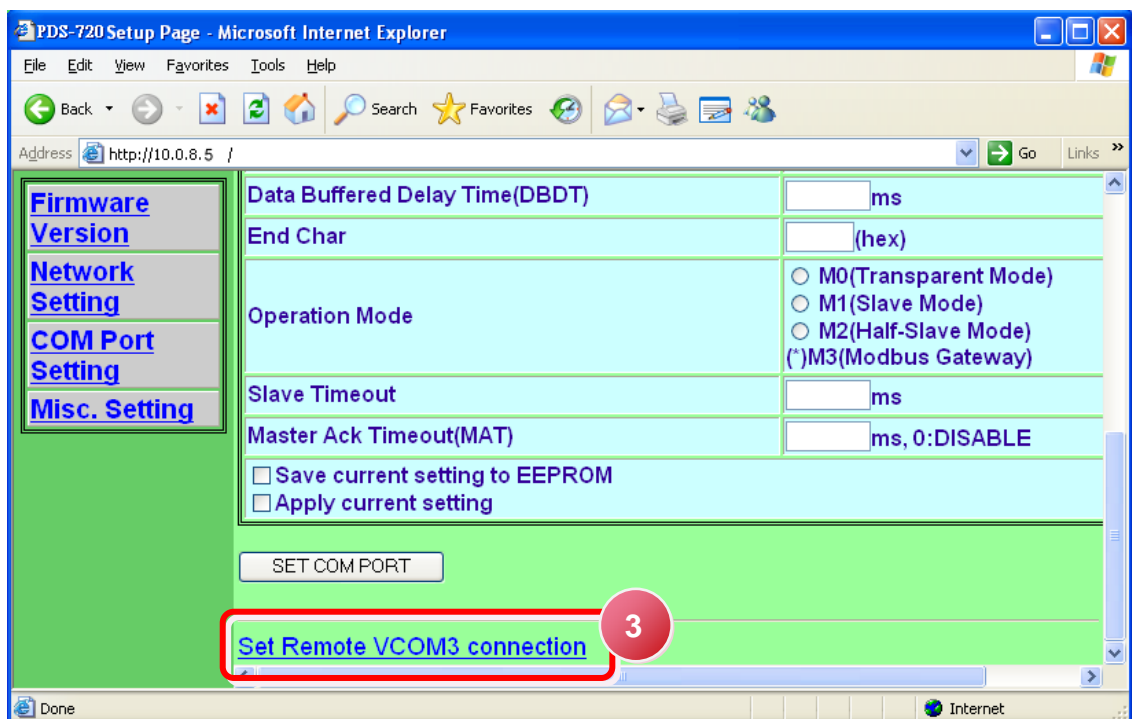 PDS-720 Setup Page - Microsoft Internet Explorer
File Edit View Favorites Tools Help
Back Search Favorites
Address http://10.0.8.5 / Go Links »
Firmware
Version
Network
Setting
COM Port
Setting
Misc. Setting
Data Buffered Delay Time(DBDT) ms
End Char (hex)
Operation Mode
M0(Transparent Mode)
M1(Slave Mode)
M2(Half-Slave Mode)
(*)M3(Modbus Gateway)
Slave Timeout ms
Master Ack Timeout(MAT) ms, 0:DISABLE
Save current setting to EEPROM
Apply current setting
SET COM PORT
3
Set Remote VCOM3 connection
Done Internet